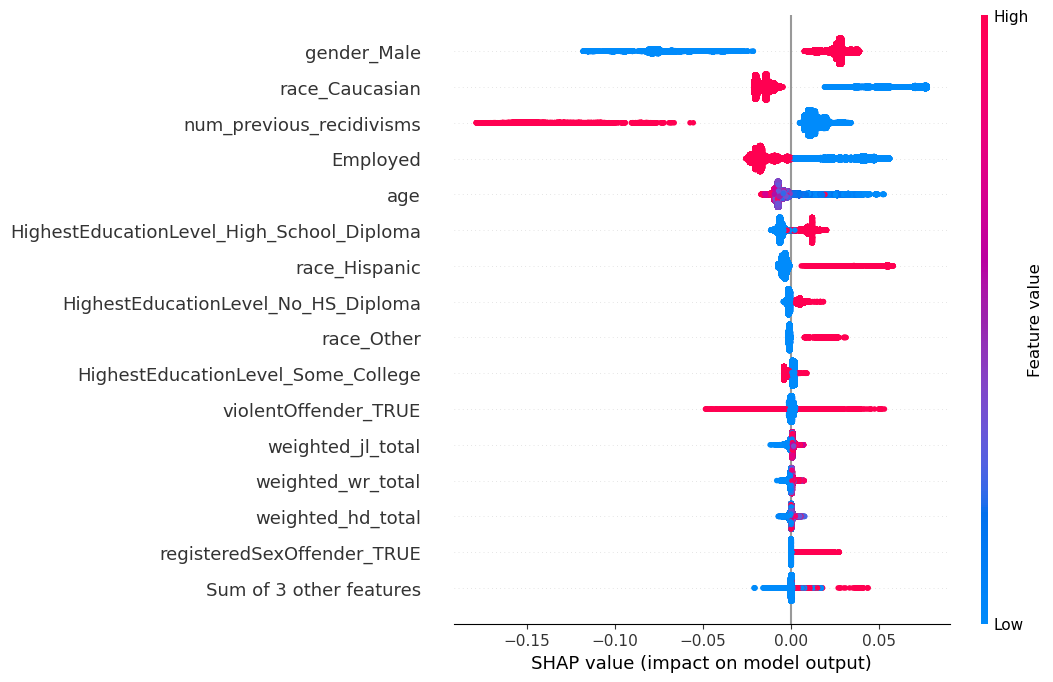 High
gender_Male
race_Caucasian
num_previous_recidivisms
Employed
age
HighestEducationLevel_High_School_Diploma
race_Hispanic
HighestEducationLevel_No_HS_Diploma
race_Other
HighestEducationLevel_Some_College
violentOffender_TRUE
weighted_jl_total
weighted_wr_total
weighted_hd_total
registeredSexOffender_TRUE
Sum of 3 other features
Feature value
Low
−0.15 −0.10 −0.05 0.00 0.05
SHAP value (impact on model output)